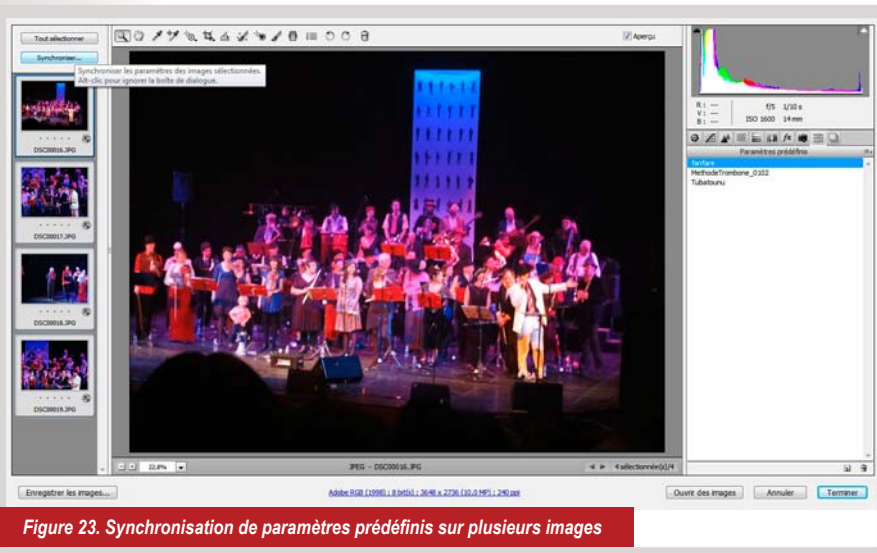 Tout sélectionner
Synchroniser...
Aperçu
Synchroniser les paramètres des images sélectionnées.
Alt-clic pour ignorer la boîte de dialogue.
DSC00016.JPG
DSC00017.JPG
DSC00018.JPG
DSC00019.JPG
R : ---
V : ---
B : ---
f/5 1/10 s
ISO 1600 14 mm
Paramètres prédéfinis
fanfare
MethodeTrombone_0102
Tubatounu
22,8%
JPEG - DSC00016.JPG
4 sélectionnée(s)/4
Enregistrer les images...
Adobe RGB (1998) ; 8 bit(s) ; 3648 x 2736 (10,0 MP) ; 240 ppi
Ouvrir des images
Annuler
Terminer
Figure 23. Synchronisation de paramètres prédéfinis sur plusieurs images